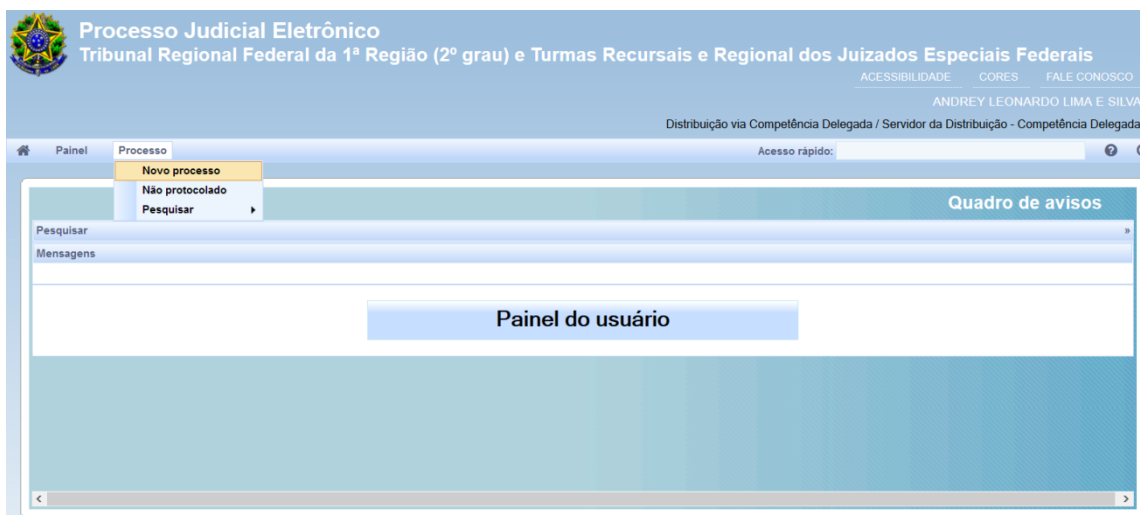 Processo Judicial Eletrônico
Tribunal Regional Federal da 1ª Região (2º grau) e Turmas Recursais e Regional dos Juizados Especiais Federais
ACESSIBILIDADE CORES FALE CONOSCO
ANDREY LEONARDO LIMA E SILVA
Distribuição via Competência Delegada / Servidor da Distribuição - Competência Delegada
Painel Processo Acesso rápido:
Novo processo
Não protocolado
Pesquisar
Quadro de avisos
Pesquisar »
Mensagens
Painel do usuário